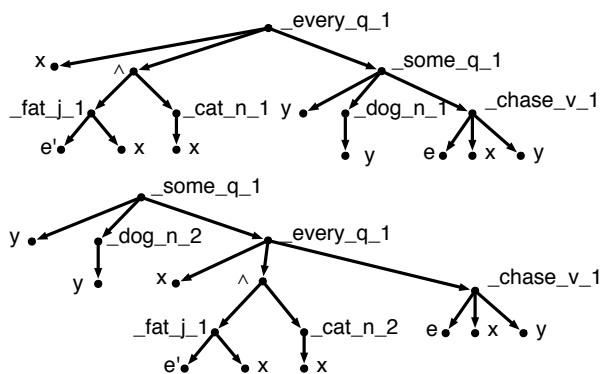 _every_q_1
x ∧ _some_q_1
_fat_j_1 _cat_n_1 y _dog_n_1 _chase_v_1
e' x x y e x y
_some_q_1
y _dog_n_2 _every_q_1
y x ∧ _chase_v_1
_fat_j_1 _cat_n_2 e x y
e' x x